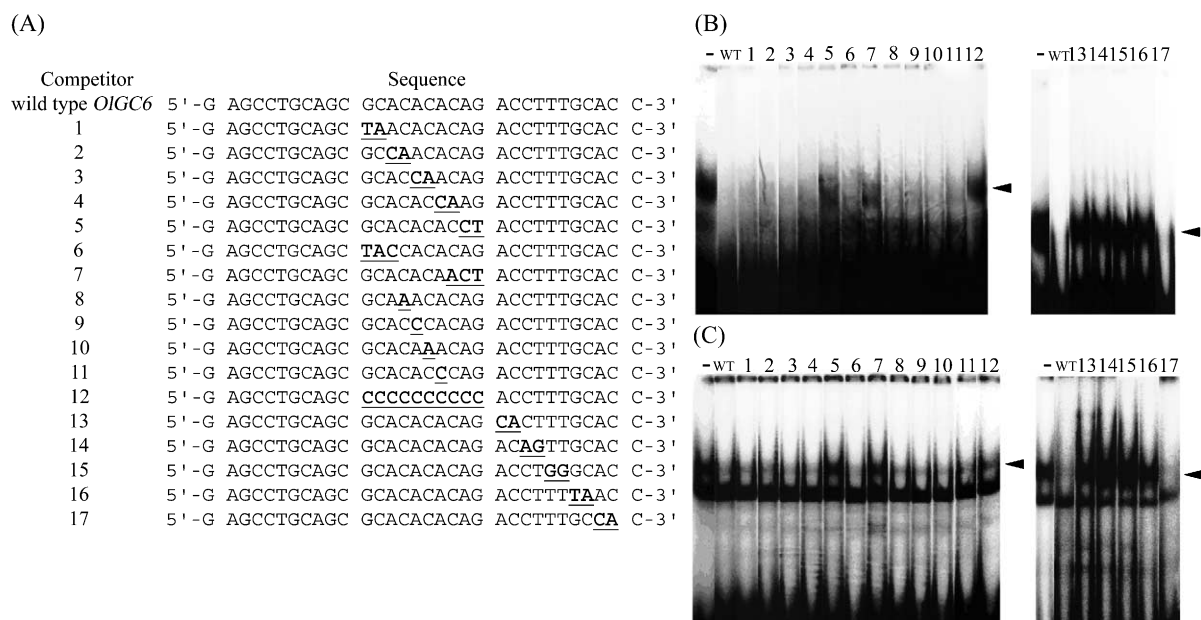 (A)
Competitor Sequence
wild type OlGC6 5'-G AGCCTGCAGC GCACACACAG ACCTTTGCAC C-3'
1 5'-G AGCCTGCAGC TAACACACAG ACCTTTGCAC C-3'
2 5'-G AGCCTGCAGC GCCAACACAG ACCTTTGCAC C-3'
3 5'-G AGCCTGCAGC GCACCAACAG ACCTTTGCAC C-3'
4 5'-G AGCCTGCAGC GCACACCAAG ACCTTTGCAC C-3'
5 5'-G AGCCTGCAGC GCACACACCT ACCTTTGCAC C-3'
6 5'-G AGCCTGCAGC TACCACACAG ACCTTTGCAC C-3'
7 5'-G AGCCTGCAGC GCACACAACT ACCTTTGCAC C-3'
8 5'-G AGCCTGCAGC GCAAACACAG ACCTTTGCAC C-3'
9 5'-G AGCCTGCAGC GCACCCACAG ACCTTTGCAC C-3'
10 5'-G AGCCTGCAGC GCACAAACAG ACCTTTGCAC C-3'
11 5'-G AGCCTGCAGC GCACACCCAG ACCTTTGCAC C-3'
12 5'-G AGCCTGCAGC CCCCCCCCCC ACCTTTGCAC C-3'
13 5'-G AGCCTGCAGC GCACACACAG CACTTTGCAC C-3'
14 5'-G AGCCTGCAGC GCACACACAG ACAGTTGCAC C-3'
15 5'-G AGCCTGCAGC GCACACACAG ACCTGGGCAC C-3'
16 5'-G AGCCTGCAGC GCACACACAG ACCTTTTAAC C-3'
17 5'-G AGCCTGCAGC GCACACACAG ACCTTTGCCA C-3'
(B)
- WT 1 2 3 4 5 6 7 8 9 10 11 12
- WT 13 14 15 16 17
(C)
- WT 1 2 3 4 5 6 7 8 9 10 11 12
- WT 13 14 15 16 17